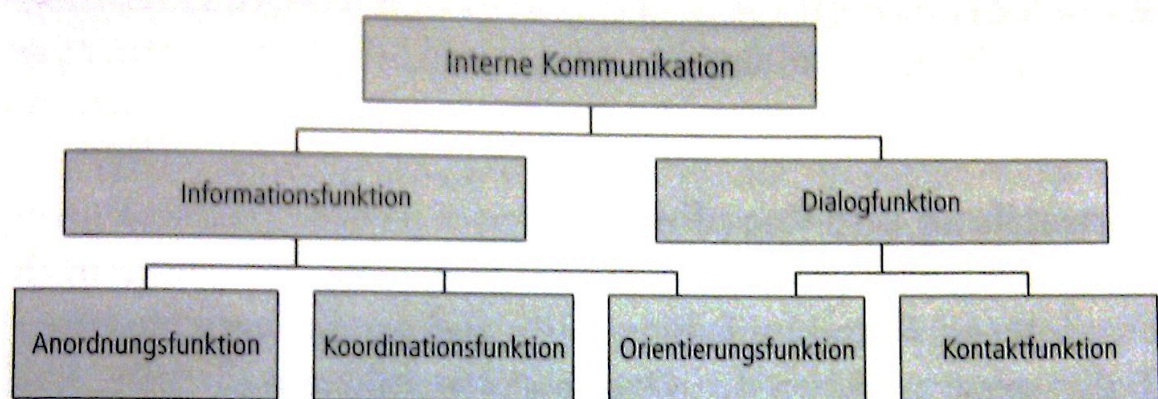 Interne Kommunikation
Informationsfunktion
Dialogfunktion
Anordnungsfunktion
Koordinationsfunktion
Orientierungsfunktion
Kontaktfunktion